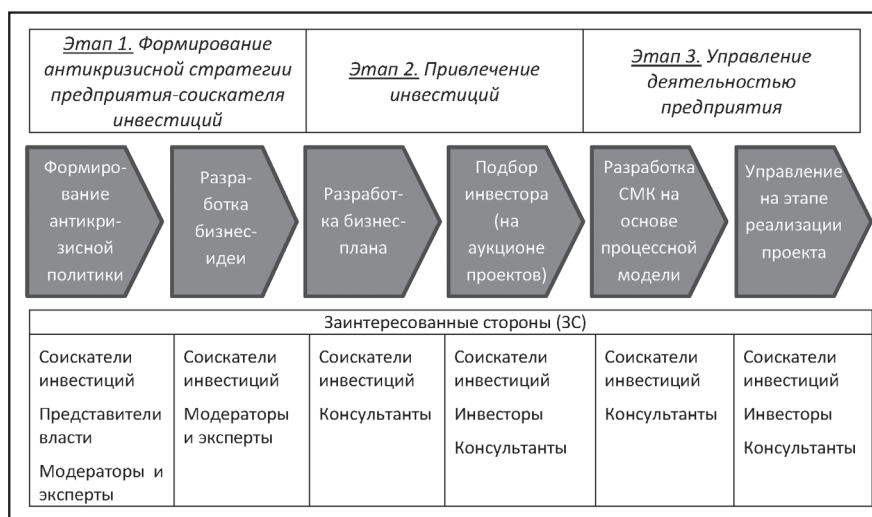 Этап 1. Формирование
антикризисной стратегии
предприятия-соискателя
инвестиций
Этап 2. Привлечение
инвестиций
Этап 3. Управление
деятельностью
предприятия
Формиро-
вание
антикри-
зисной
политики
Разра-
ботка
бизнес-
идеи
Разработ-
ка бизнес-
плана
Подбор
инвестора
(на
аукционе
проектов)
Разработка
СМК на
основе
процессной
модели
Управление
на этапе
реализации
проекта
Заинтересованные стороны (ЗС)
Соискатели
инвестиций
Представители
власти
Модераторы и
эксперты
Соискатели
инвестиций
Модераторы
и эксперты
Соискатели
инвестиций
Консультанты
Соискатели
инвестиций
Инвесторы
Консультанты
Соискатели
инвестиций
Консультанты
Соискатели
инвестиций
Инвесторы
Консультанты